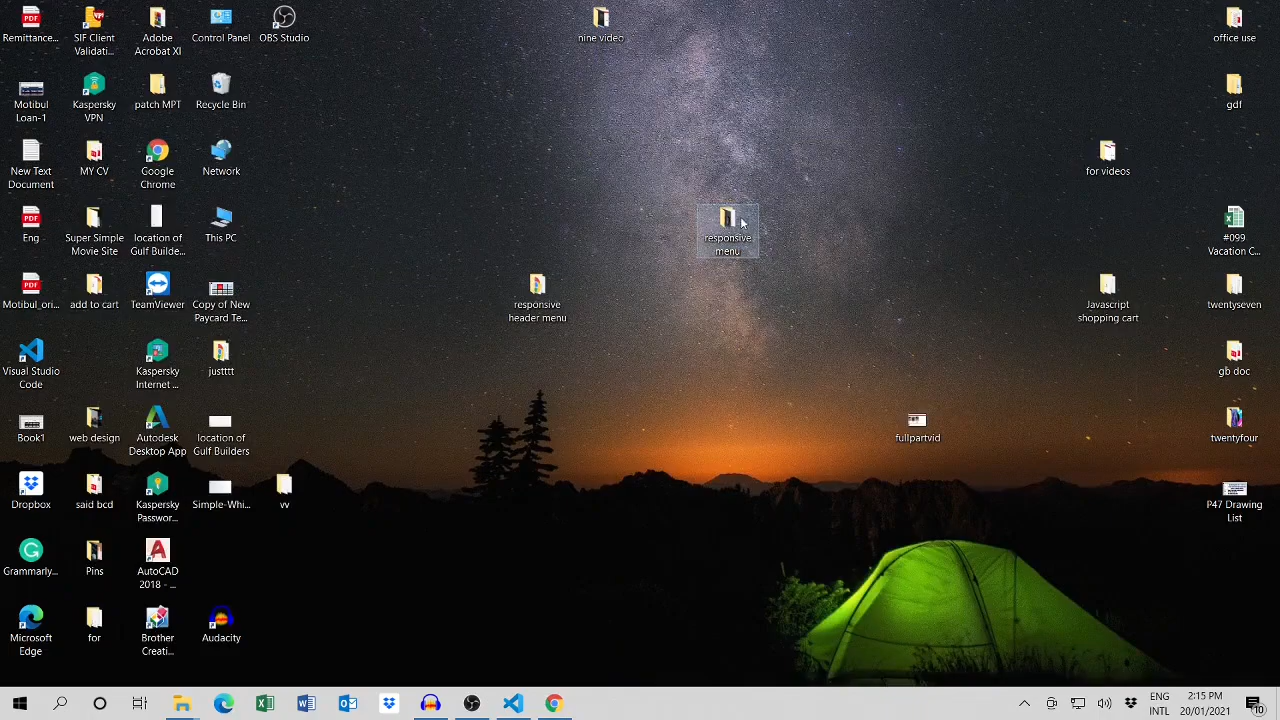 Remittance...
SIF Client
Validati...
Adobe
Acrobat XI
Control Panel
OBS Studio
nine video
office use
Motibul
Loan-1
Kaspersky
VPN
patch MPT
Recycle Bin
gdf
New Text
Document
MY CV
Google
Chrome
Network
for videos
Eng
Super Simple
Movie Site
location of
Gulf Builde...
This PC
responsive
menu
#099
Vacation C...
Motibul_ori...
add to cart
TeamViewer
Copy of New
Paycard Te...
responsive
header menu
Javascript
shopping cart
twentyseven
Visual Studio
Code
Kaspersky
Internet ...
justttt
gb doc
Book1
web design
Autodesk
Desktop App
location of
Gulf Builders
fullpartvid
twentyfour
Dropbox
said bcd
Kaspersky
Passwor...
Simple-Whi...
vv
P47 Drawing
List
Grammarly...
Pins
AutoCAD
2018 - ...
Microsoft
Edge
for
Brother
Creati...
Audacity
ENG
INTL
2:15 PM
20/01/2021
10